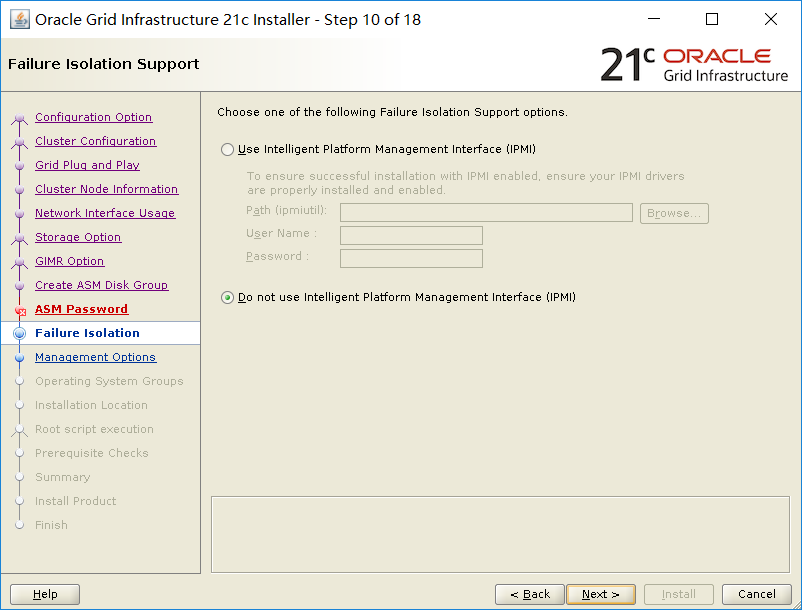 Oracle Grid Infrastructure 21c Installer - Step 10 of 18
Failure Isolation Support
21c ORACLE
Grid Infrastructure
Configuration Option
Cluster Configuration
Grid Plug and Play
Cluster Node Information
Network Interface Usage
Storage Option
GIMR Option
Create ASM Disk Group
ASM Password
Failure Isolation
Management Options
Operating System Groups
Installation Location
Root script execution
Prerequisite Checks
Summary
Install Product
Finish
Choose one of the following Failure Isolation Support options.
Use Intelligent Platform Management Interface (IPMI)
To ensure successful installation with IPMI enabled, ensure your IPMI drivers
are properly installed and enabled.
Path (ipmiutil):
Browse...
User Name :
Password :
Do not use Intelligent Platform Management Interface (IPMI)
Help
< Back
Next >
Install
Cancel